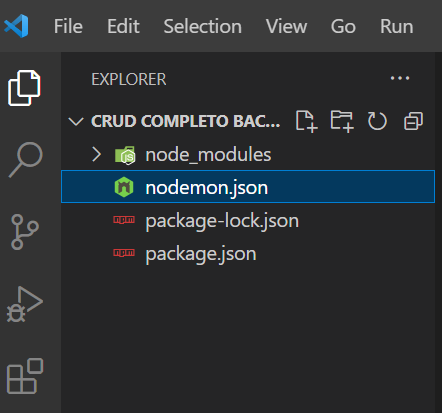 File Edit Selection View Go Run
EXPLORER
CRUD COMPLETO BAC...
node_modules
nodemon.json
package-lock.json
package.json